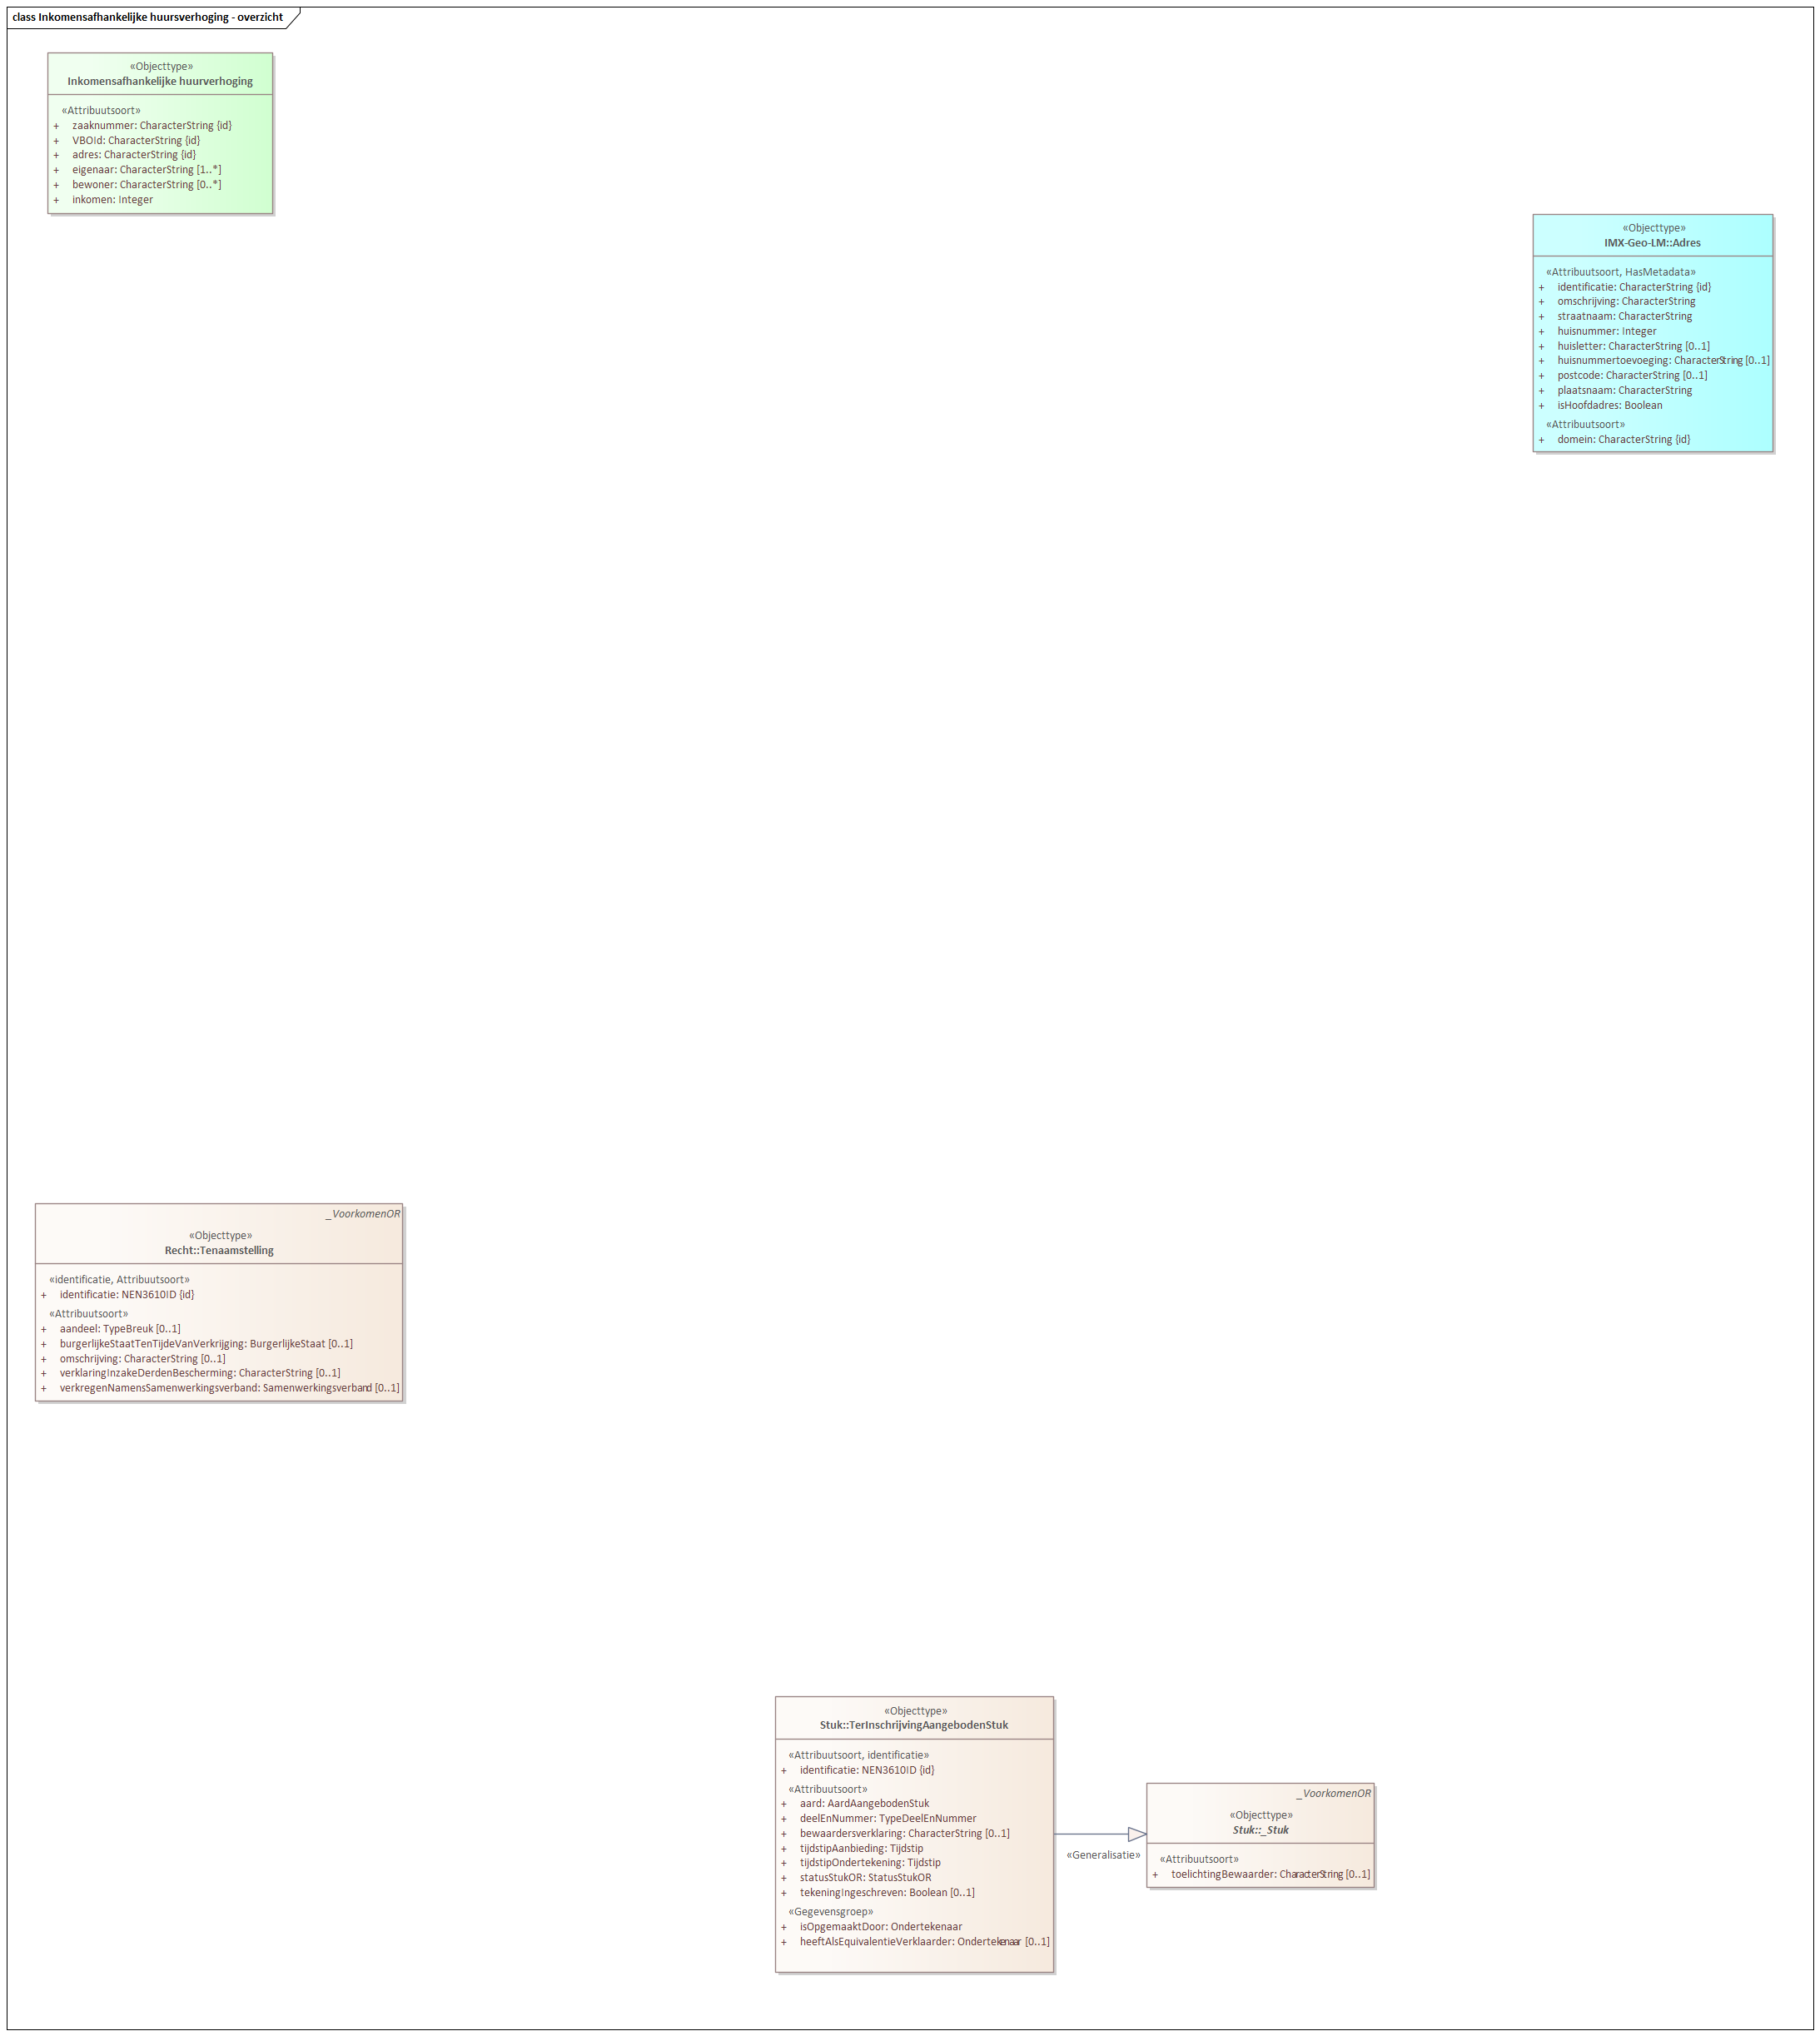 class Inkomensafhankelijke huursverhoging - overzicht
«Objecttype»
Inkomensafhankelijke huurverhoging
«Attribuutsoort»
+ zaaknummer: CharacterString {id}
+ VBOId: CharacterString {id}
+ adres: CharacterString {id}
+ eigenaar: CharacterString [1..*]
+ bewoner: CharacterString [0..*]
+ inkomen: Integer
«Objecttype»
IMX-Geo-LM::Adres
«Attribuutsoort, HasMetadata»
+ identificatie: CharacterString {id}
+ omschrijving: CharacterString
+ straatnaam: CharacterString
+ huisnummer: Integer
+ huisletter: CharacterString [0..1]
+ huisnummertoevoeging: CharacterString [0..1]
+ postcode: CharacterString [0..1]
+ plaatsnaam: CharacterString
+ isHoofdadres: Boolean
«Attribuutsoort»
+ domein: CharacterString {id}
_VoorkomenOR
«Objecttype»
Recht::Tenaamstelling
«identificatie, Attribuutsoort»
+ identificatie: NEN3610ID {id}
«Attribuutsoort»
+ aandeel: TypeBreuk [0..1]
+ burgerlijkeStaatTenTijdeVanVerkrijging: BurgerlijkeStaat [0..1]
+ omschrijving: CharacterString [0..1]
+ verklaringInzakeDerdenBescherming: CharacterString [0..1]
+ verkregenNamensSamenwerkingsverband: Samenwerkingsverband [0..1]
«Objecttype»
Stuk::TerInschrijvingAangebodenStuk
«Attribuutsoort, identificatie»
+ identificatie: NEN3610ID {id}
«Attribuutsoort»
+ aard: AardAangebodenStuk
+ deelEnNummer: TypeDeelEnNummer
+ bewaardersverklaring: CharacterString [0..1]
+ tijdstipAanbieding: Tijdstip
+ tijdstipOndertekening: Tijdstip
+ statusStukOR: StatusStukOR
+ tekeningIngeschreven: Boolean [0..1]
«Gegevensgroep»
+ isOpgemaaktDoor: Ondertekenaar
+ heeftAlsEquivalentieVerklaarder: Ondertekenaar [0..1]
«Generalisatie»
_VoorkomenOR
«Objecttype»
Stuk::_Stuk
«Attribuutsoort»
+ toelichtingBewaarder: CharacterString [0..1]